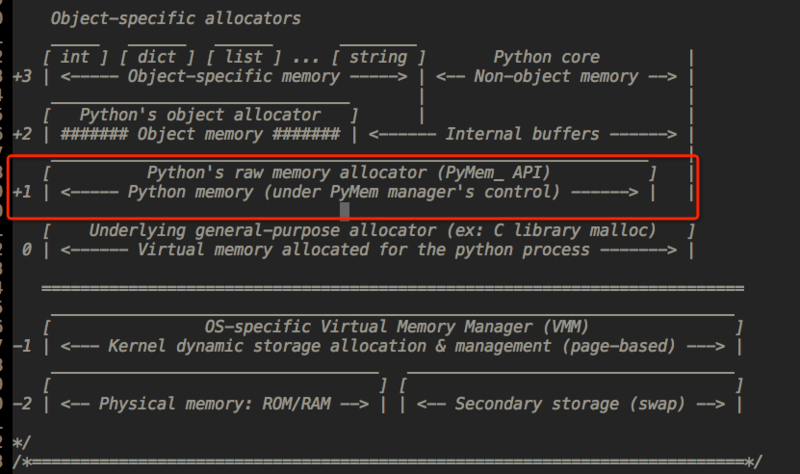 Object-specific allocators
[ int ] [ dict ] [ list ] ... [ string ] Python core |
+3 | <----- Object-specific memory -----> | <-- Non-object memory --> |
[ Python's object allocator ] | |
+2 | ####### Object memory ####### | <------ Internal buffers ------> |
[ Python's raw memory allocator (PyMem_ API) ] |
+1 | <----- Python memory (under PyMem manager's control) ------> | |
[ Underlying general-purpose allocator (ex: C library malloc) ]
0 | <------ Virtual memory allocated for the python process -------> |
=========================================================================
[ OS-specific Virtual Memory Manager (VMM) ]
-1 | <--- Kernel dynamic storage allocation & management (page-based) ---> |
[ ] [ ]
-2 | <-- Physical memory: ROM/RAM --> | | <-- Secondary storage (swap) --> |
*/
/*==========================================================================*/